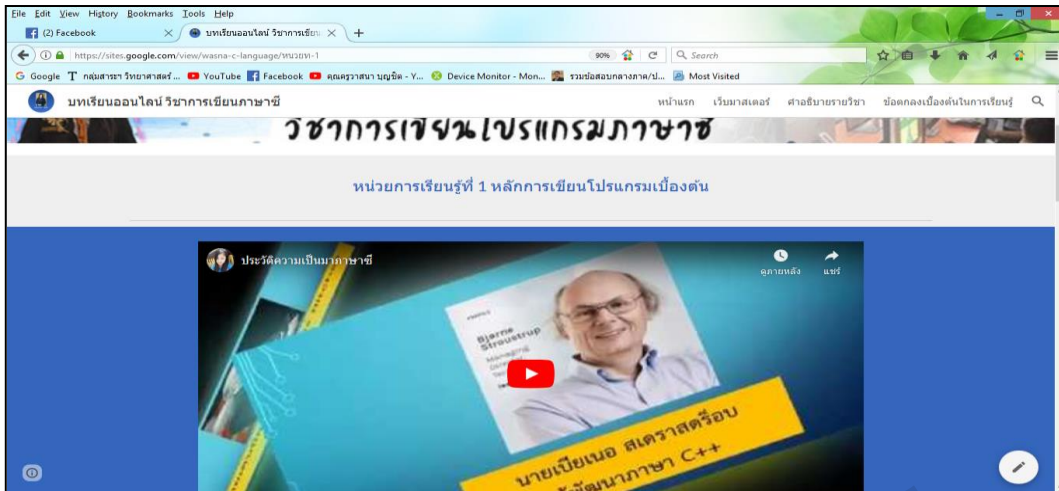 File Edit View History Bookmarks Tools Help
(2) Facebook
บทเรียนออนไลน์ วิชาการเขียน
https://sites.google.com/view/wasna-c-language/หน่วยท-1
90%
Search
Google
กลุ่มสาระฯ วิทยาศาสตร์ ...
YouTube
Facebook
คุณครูวาสนา บุญชิต - Y...
Device Monitor - Mon...
รวมข้อสอบกลางภาค/ป...
Most Visited
บทเรียนออนไลน์ วิชาการเขียนภาษาซี
หน้าแรก เว็บมาสเตอร์ คำอธิบายรายวิชา ข้อตกลงเบื้องต้นในการเรียนรู้
วิชาการเขียนโปรแกรมภาษาซี
หน่วยการเรียนรู้ที่ 1 หลักการเขียนโปรแกรมเบื้องต้น
ประวัติความเป็นมาภาษาซี
ดูภายหลัง
แชร์
Bjarne
Stroustrup
Managing
นายเบียเนอ สเตราสตร็อบ
ผู้พัฒนาภาษา C++